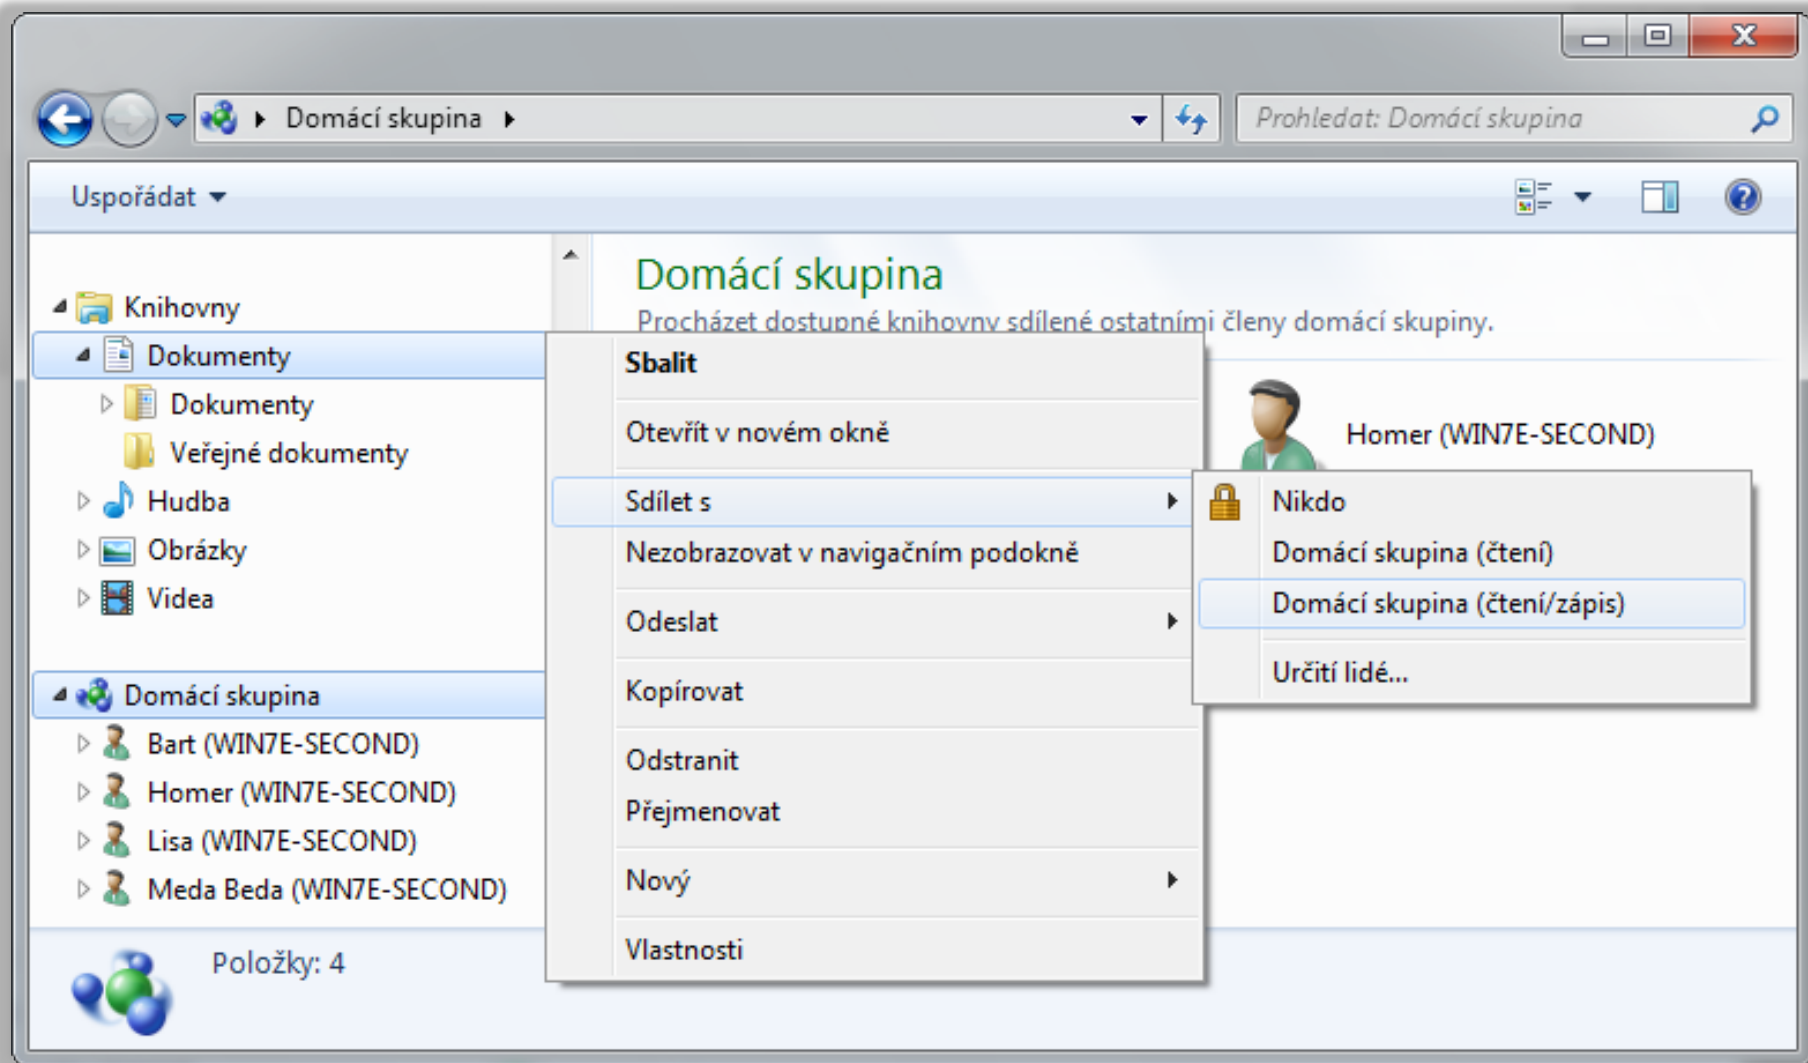 Domácí skupina
Prohledat: Domácí skupina
Uspořádat
Knihovny
Dokumenty
Dokumenty
Veřejné dokumenty
Hudba
Obrázky
Videa
Domácí skupina
Bart (WIN7E-SECOND)
Homer (WIN7E-SECOND)
Lisa (WIN7E-SECOND)
Meda Beda (WIN7E-SECOND)
Domácí skupina
Procházet dostupné knihovny sdílené ostatními členy domácí skupiny.
Homer (WIN7E-SECOND)
Sbalit
Otevřít v novém okně
Sdílet s
Nezobrazovat v navigačním podokně
Odeslat
Kopírovat
Odstranit
Přejmenovat
Nový
Vlastnosti
Nikdo
Domácí skupina (čtení)
Domácí skupina (čtení/zápis)
Určití lidé...
Položky: 4